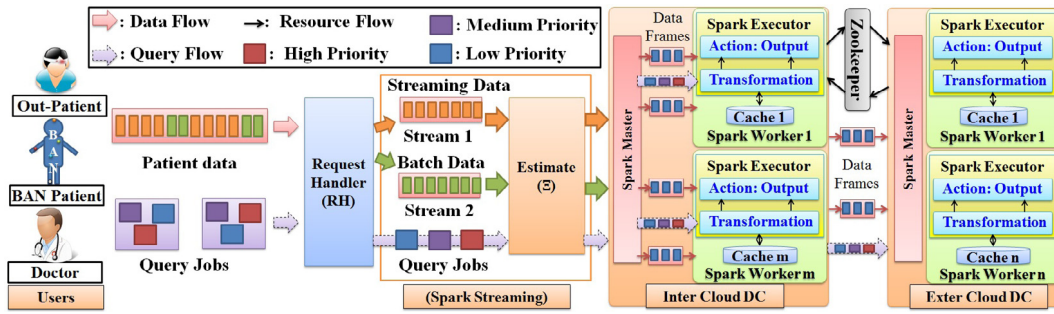 : Data Flow
: Resource Flow
: Medium Priority
: Query Flow
: High Priority
: Low Priority
Out-Patient
B
A
N
BAN Patient
Doctor
Users
Patient data
Query Jobs
Request
Handler
(RH)
Streaming Data
Stream 1
Batch Data
Stream 2
Query Jobs
Estimate
(Ξ)
(Spark Streaming)
Spark Master
Data
Frames
Spark Executor
Action: Output
Transformation
Cache 1
Spark Worker 1
Spark Executor
Action: Output
Transformation
Cache m
Spark Worker m
Inter Cloud DC
Zookeeper
Data
Frames
Spark Master
Spark Executor
Action: Output
Transformation
Cache 1
Spark Worker 1
Spark Executor
Action: Output
Transformation
Cache n
Spark Worker n
Exter Cloud DC